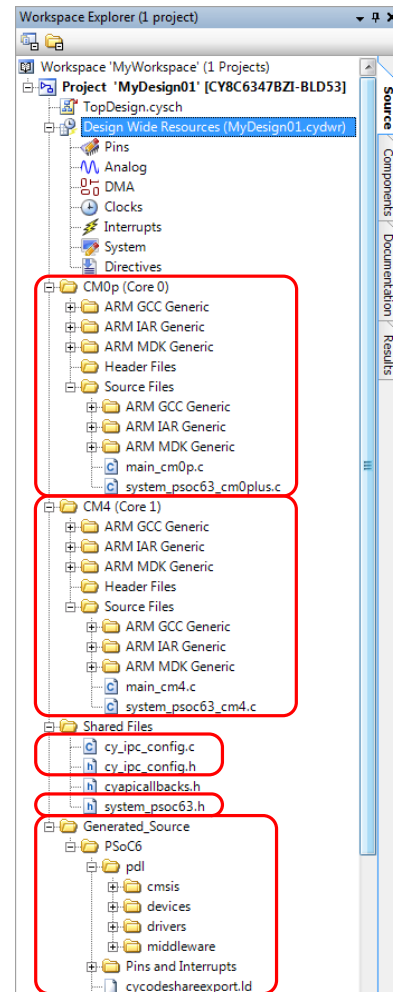 Workspace Explorer (1 project)
Workspace 'MyWorkspace' (1 Projects)
Project 'MyDesign01' [CY8C6347BZI-BLD53]
TopDesign.cysch
Design Wide Resources (MyDesign01.cydwr)
Pins
Analog
DMA
Clocks
Interrupts
System
Directives
CM0p (Core 0)
ARM GCC Generic
ARM IAR Generic
ARM MDK Generic
Header Files
Source Files
ARM GCC Generic
ARM IAR Generic
ARM MDK Generic
main_cm0p.c
system_psoc63_cm0plus.c
CM4 (Core 1)
ARM GCC Generic
ARM IAR Generic
ARM MDK Generic
Header Files
Source Files
ARM GCC Generic
ARM IAR Generic
ARM MDK Generic
main_cm4.c
system_psoc63_cm4.c
Shared Files
cy_ipc_config.c
cy_ipc_config.h
cyapicallbacks.h
system_psoc63.h
Generated_Source
PSoC6
pdl
cmsis
devices
drivers
middleware
Pins and Interrupts
cycodeshareexport.ld
Source
Components
Documentation
Results